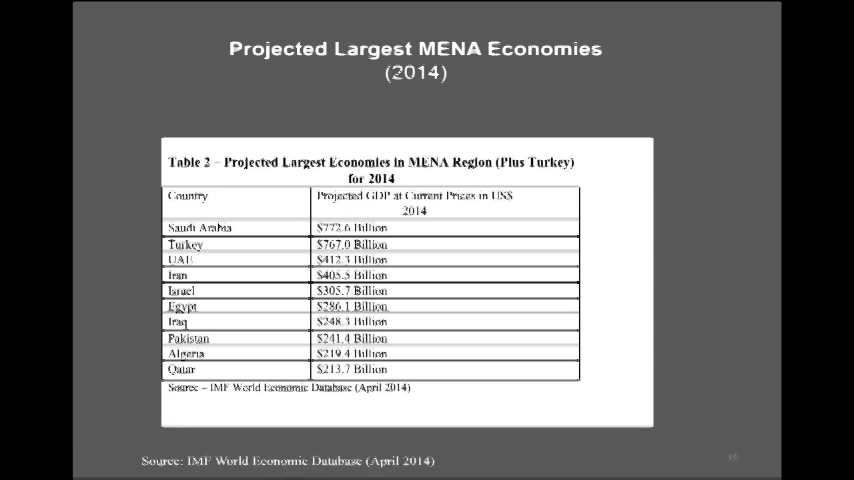 Projected Largest MENA Economies
(2014)
Table 2 – Projected Largest Economies in MENA Region (Plus Turkey)
for 2014
Country Projected GDP at Current Prices in US$
2014
Saudi Arabia $772.6 Billion
Turkey $767.0 Billion
UAE $412.3 Billion
Iran $405.5 Billion
Israel $305.7 Billion
Egypt $286.1 Billion
Iraq $248.3 Billion
Pakistan $241.4 Billion
Algeria $219.4 Billion
Qatar $213.7 Billion
Source – IMF World Economic Database (April 2014)
Source: IMF World Economic Database (April 2014)